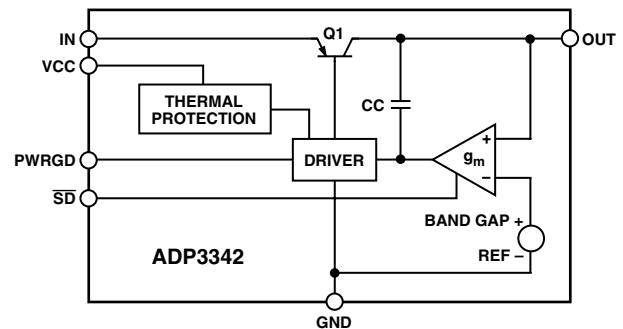 IN
Q1
OUT
VCC
THERMAL
PROTECTION
CC
PWRGD
DRIVER
+
gm
−
SD
BAND GAP +
REF −
ADP3342
GND